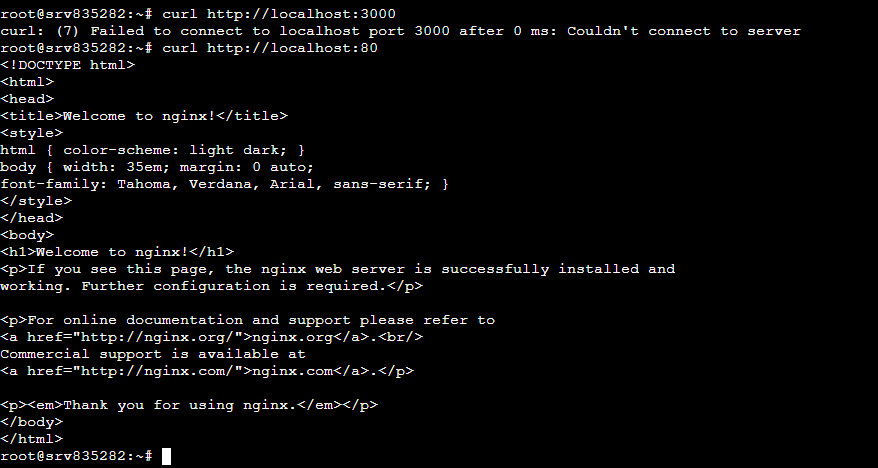 root@srv835282:~# curl http://localhost:3000
curl: (7) Failed to connect to localhost port 3000 after 0 ms: Couldn't connect to server
root@srv835282:~# curl http://localhost:80
<!DOCTYPE html>
<html>
<head>
<title>Welcome to nginx!</title>
<style>
html { color-scheme: light dark; }
body { width: 35em; margin: 0 auto;
font-family: Tahoma, Verdana, Arial, sans-serif; }
</style>
</head>
<body>
<h1>Welcome to nginx!</h1>
<p>If you see this page, the nginx web server is successfully installed and
working. Further configuration is required.</p>

<p>For online documentation and support please refer to
<a href="http://nginx.org/">nginx.org</a>.<br/>
Commercial support is available at
<a href="http://nginx.com/">nginx.com</a>.</p>

<p><em>Thank you for using nginx.</em></p>
</body>
</html>
root@srv835282:~#